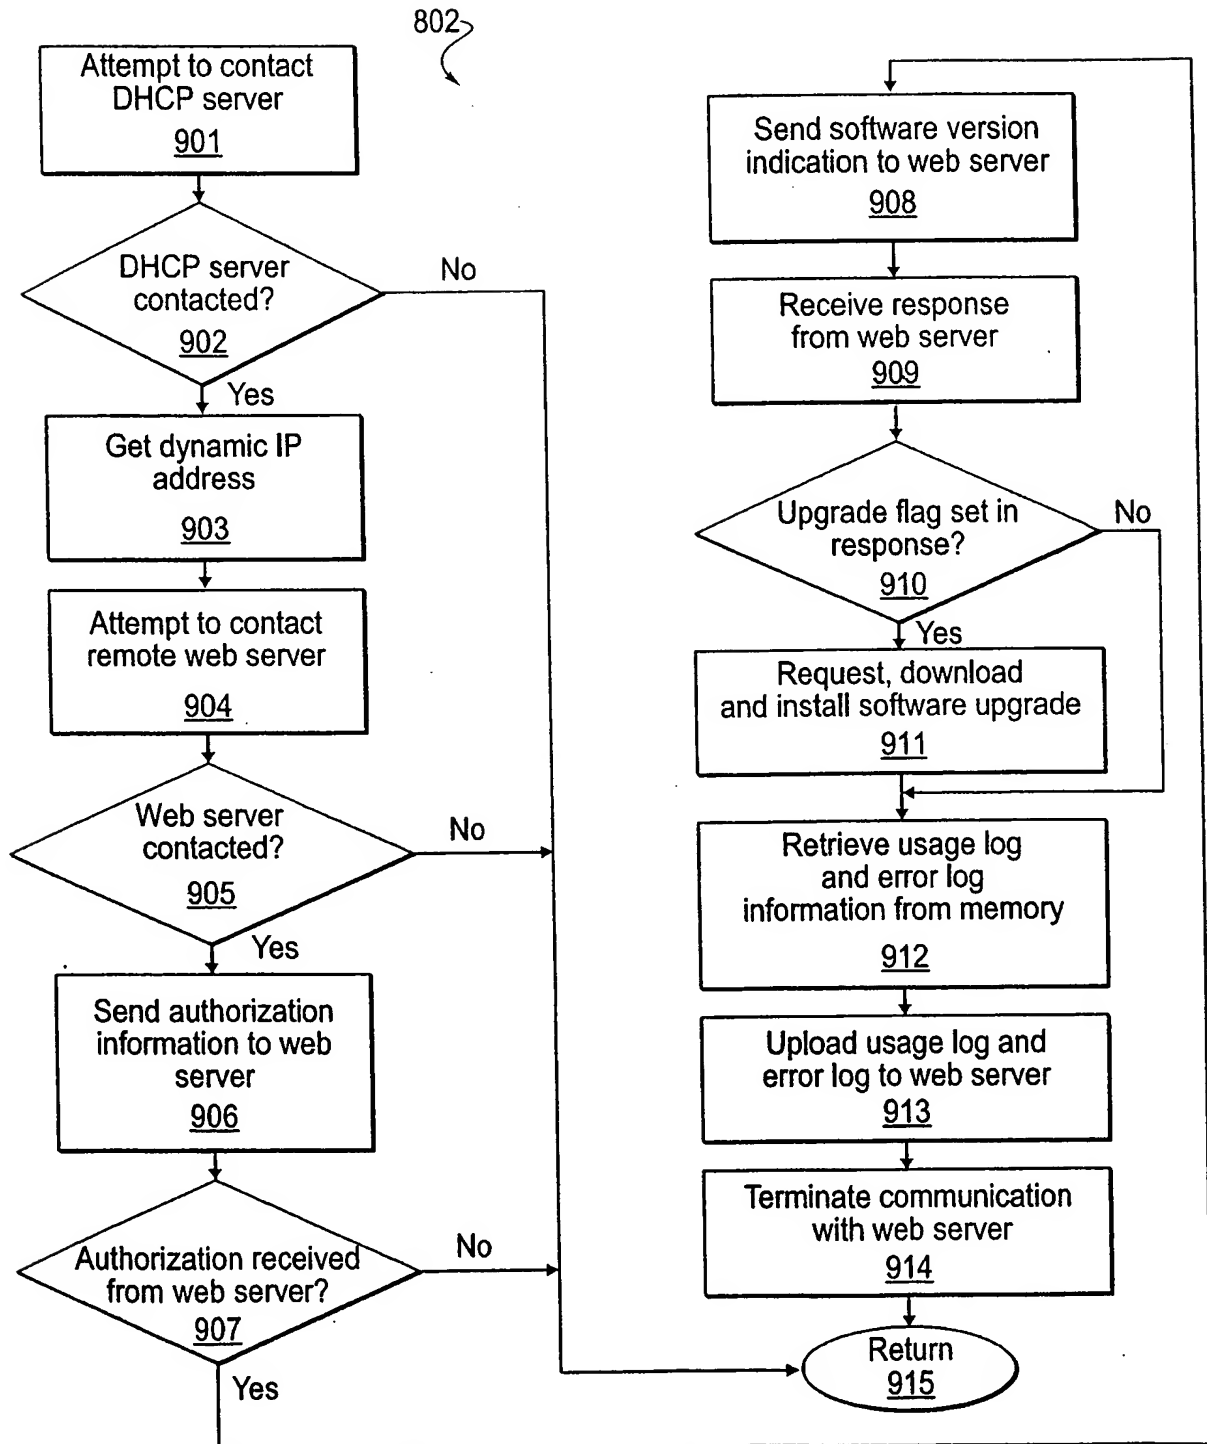 802
Attempt to contact
DHCP server
901
DHCP server
contacted?
902
No
Yes
Get dynamic IP
address
903
Attempt to contact
remote web server
904
Web server
contacted?
905
No
Yes
Send authorization
information to web
server
906
Authorization received
from web server?
907
No
Yes
Send software version
indication to web server
908
Receive response
from web server
909
Upgrade flag set in
response?
910
No
Yes
Request, download
and install software upgrade
911
Retrieve usage log
and error log
information from memory
912
Upload usage log and
error log to web server
913
Terminate communication
with web server
914
Return
915